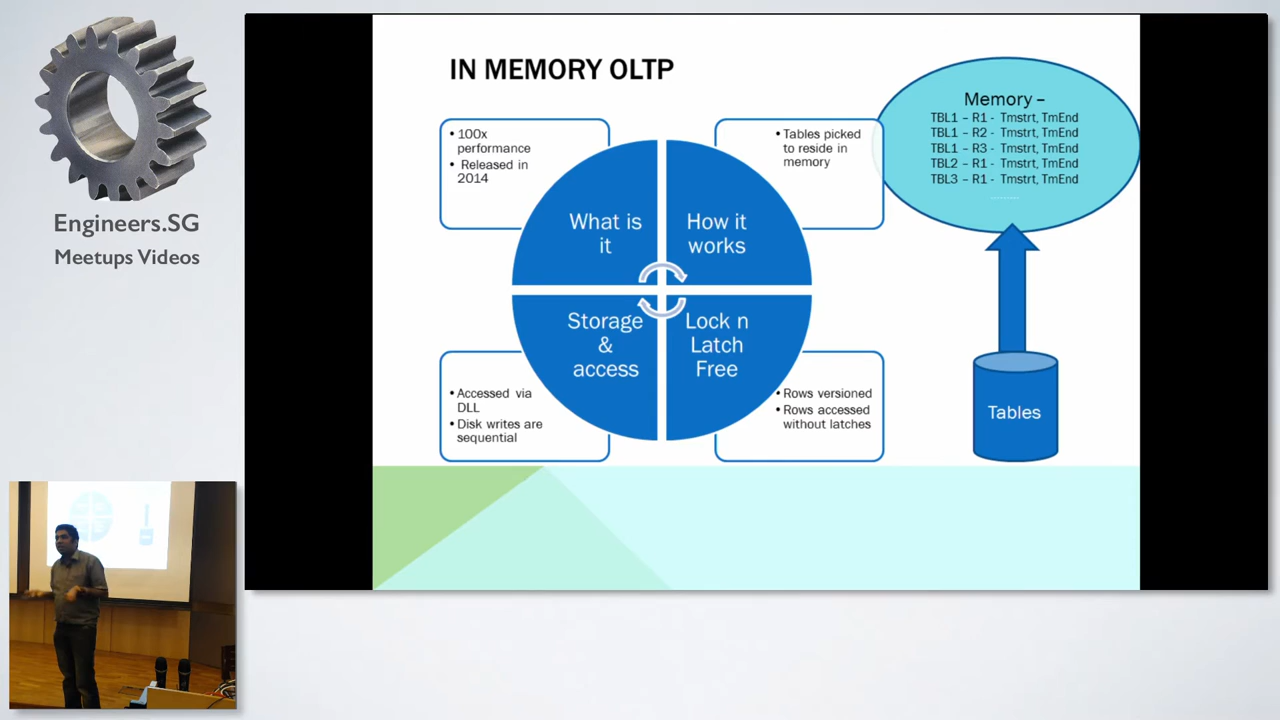 Engineers.SG
Meetups Videos
IN MEMORY OLTP
• 100x
performance
• Released in
2014
• Tables picked
to reside in
memory
What is
it
How it
works
Storage
&
access
Lock n
Latch
Free
• Accessed via
DLL
• Disk writes are
sequential
• Rows versioned
• Rows accessed
without latches
Memory –
TBL1 – R1 - Tmstrt, TmEnd
TBL1 – R2 - Tmstrt, TmEnd
TBL1 – R3 - Tmstrt, TmEnd
TBL2 – R1 - Tmstrt, TmEnd
TBL3 – R1 - Tmstrt, TmEnd
Tables